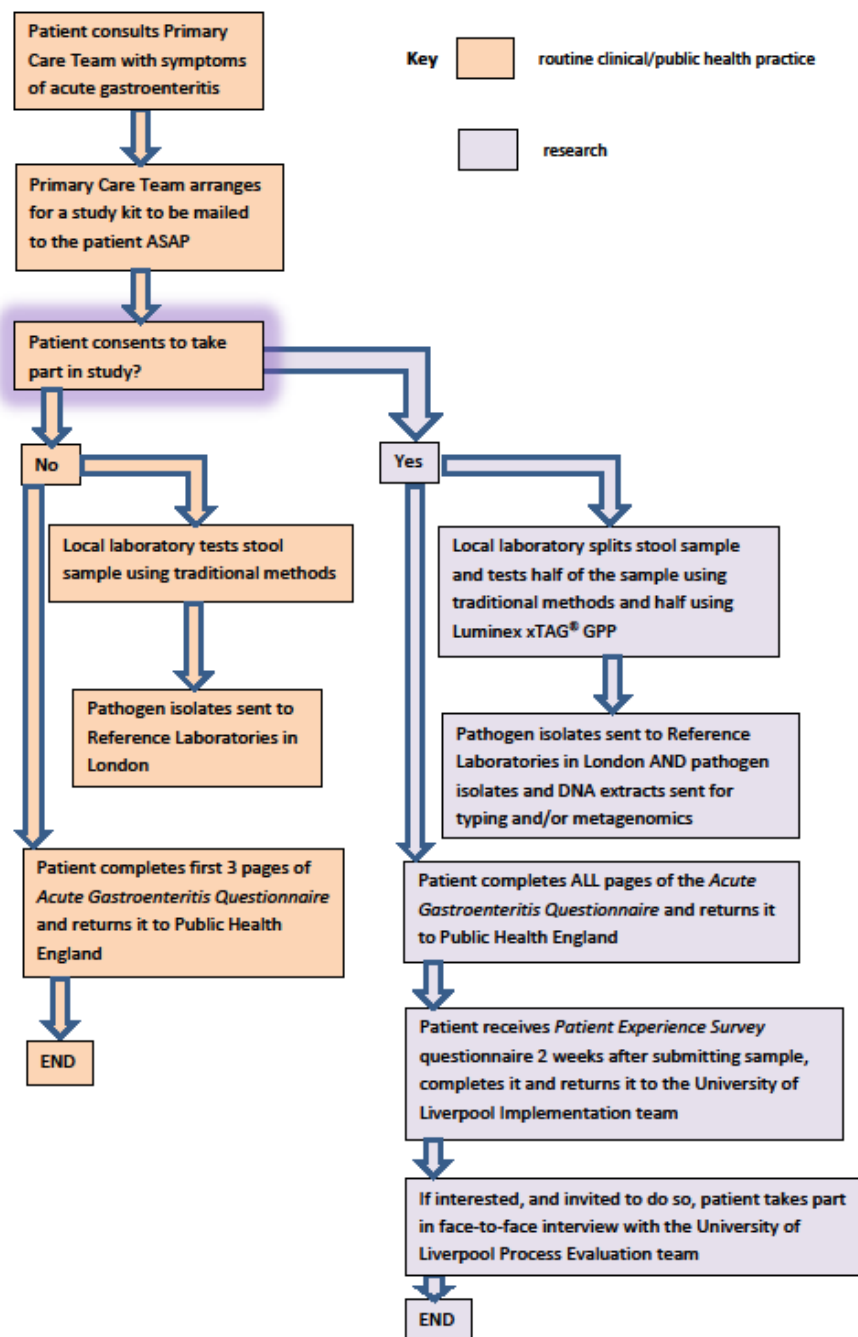 Patient consults Primary
Care Team with symptoms
of acute gastroenteritis
Key
routine clinical/public health practice
research
Primary Care Team arranges
for a study kit to be mailed
to the patient ASAP
Patient consents to take
part in study?
No
Yes
Local laboratory tests stool
sample using traditional methods
Local laboratory splits stool sample
and tests half of the sample using
traditional methods and half using
Luminex xTAG® GPP
Pathogen isolates sent to
Reference Laboratories in
London
Pathogen isolates sent to Reference
Laboratories in London AND pathogen
isolates and DNA extracts sent for
typing and/or metagenomics
Patient completes first 3 pages of
Acute Gastroenteritis Questionnaire
and returns it to Public Health
England
Patient completes ALL pages of the Acute
Gastroenteritis Questionnaire and returns it
to Public Health England
END
Patient receives Patient Experience Survey
questionnaire 2 weeks after submitting sample,
completes it and returns it to the University of
Liverpool Implementation team
If interested, and invited to do so, patient takes part
in face-to-face interview with the University of
Liverpool Process Evaluation team
END